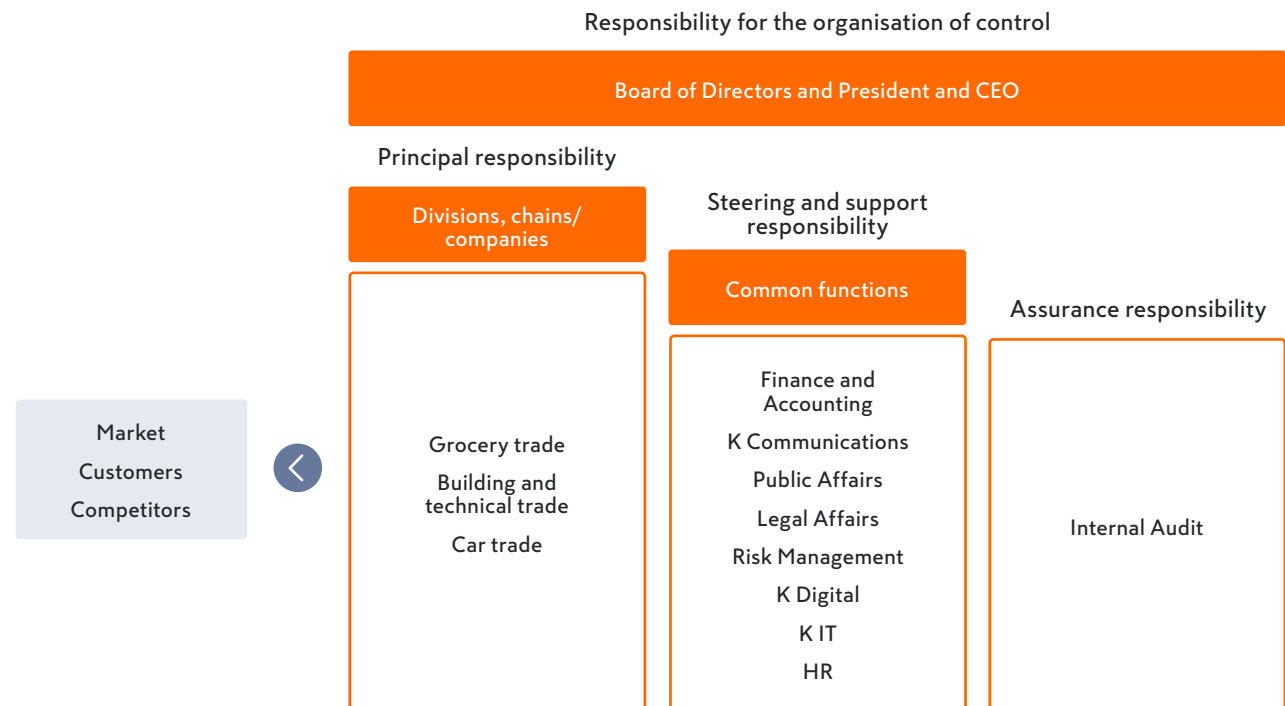 Responsibility for the organisation of control
Board of Directors and President and CEO
Principal responsibility
Divisions, chains/
companies
Grocery trade
Building and
technical trade
Car trade
Steering and support
responsibility
Common functions
Finance and
Accounting
K Communications
Public Affairs
Legal Affairs
Risk Management
K Digital
K IT
HR
Assurance responsibility
Internal Audit
Market
Customers
Competitors